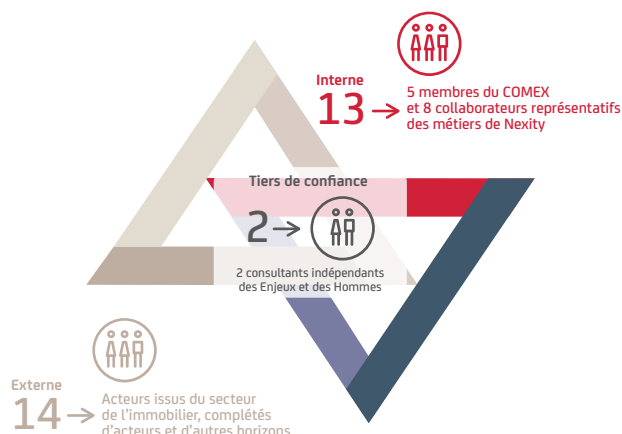 Interne
13
5 membres du COMEX
et 8 collaborateurs représentatifs
des métiers de Nexity
Tiers de confiance
2
2 consultants indépendants
des Enjeux et des Hommes
Externe
14
Acteurs issus du secteur
de l'immobilier, complétés
d'acteurs et d'autres horizons